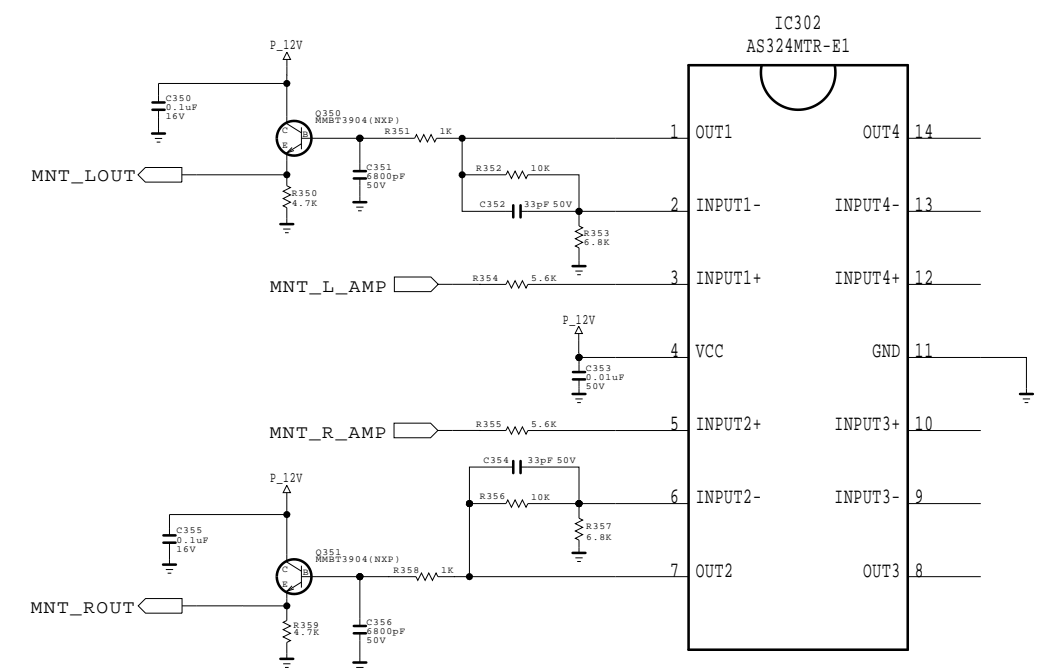 IC302
AS324MTR-E1
P_12V
C350
0.1uF
16V
Q350
MMBT3904(NXP)
C
B
E
R351 1K
C351
6800pF
50V
MNT_LOUT
R350
4.7K
R352 10K
C352 33pF 50V
R353
6.8K
1 OUT1
OUT4 14
2 INPUT1-
INPUT4- 13
MNT_L_AMP
R354 5.6K
3 INPUT1+
INPUT4+ 12
P_12V
4 VCC
GND 11
C353
0.01uF
50V
MNT_R_AMP
R355 5.6K
5 INPUT2+
INPUT3+ 10
C354 33pF 50V
P_12V
R356 10K
6 INPUT2-
INPUT3- 9
R357
6.8K
C355
0.1uF
16V
Q351
MMBT3904(NXP)
C
B
E
R358 1K
7 OUT2
OUT3 8
MNT_ROUT
R359
4.7K
C356
6800pF
50V